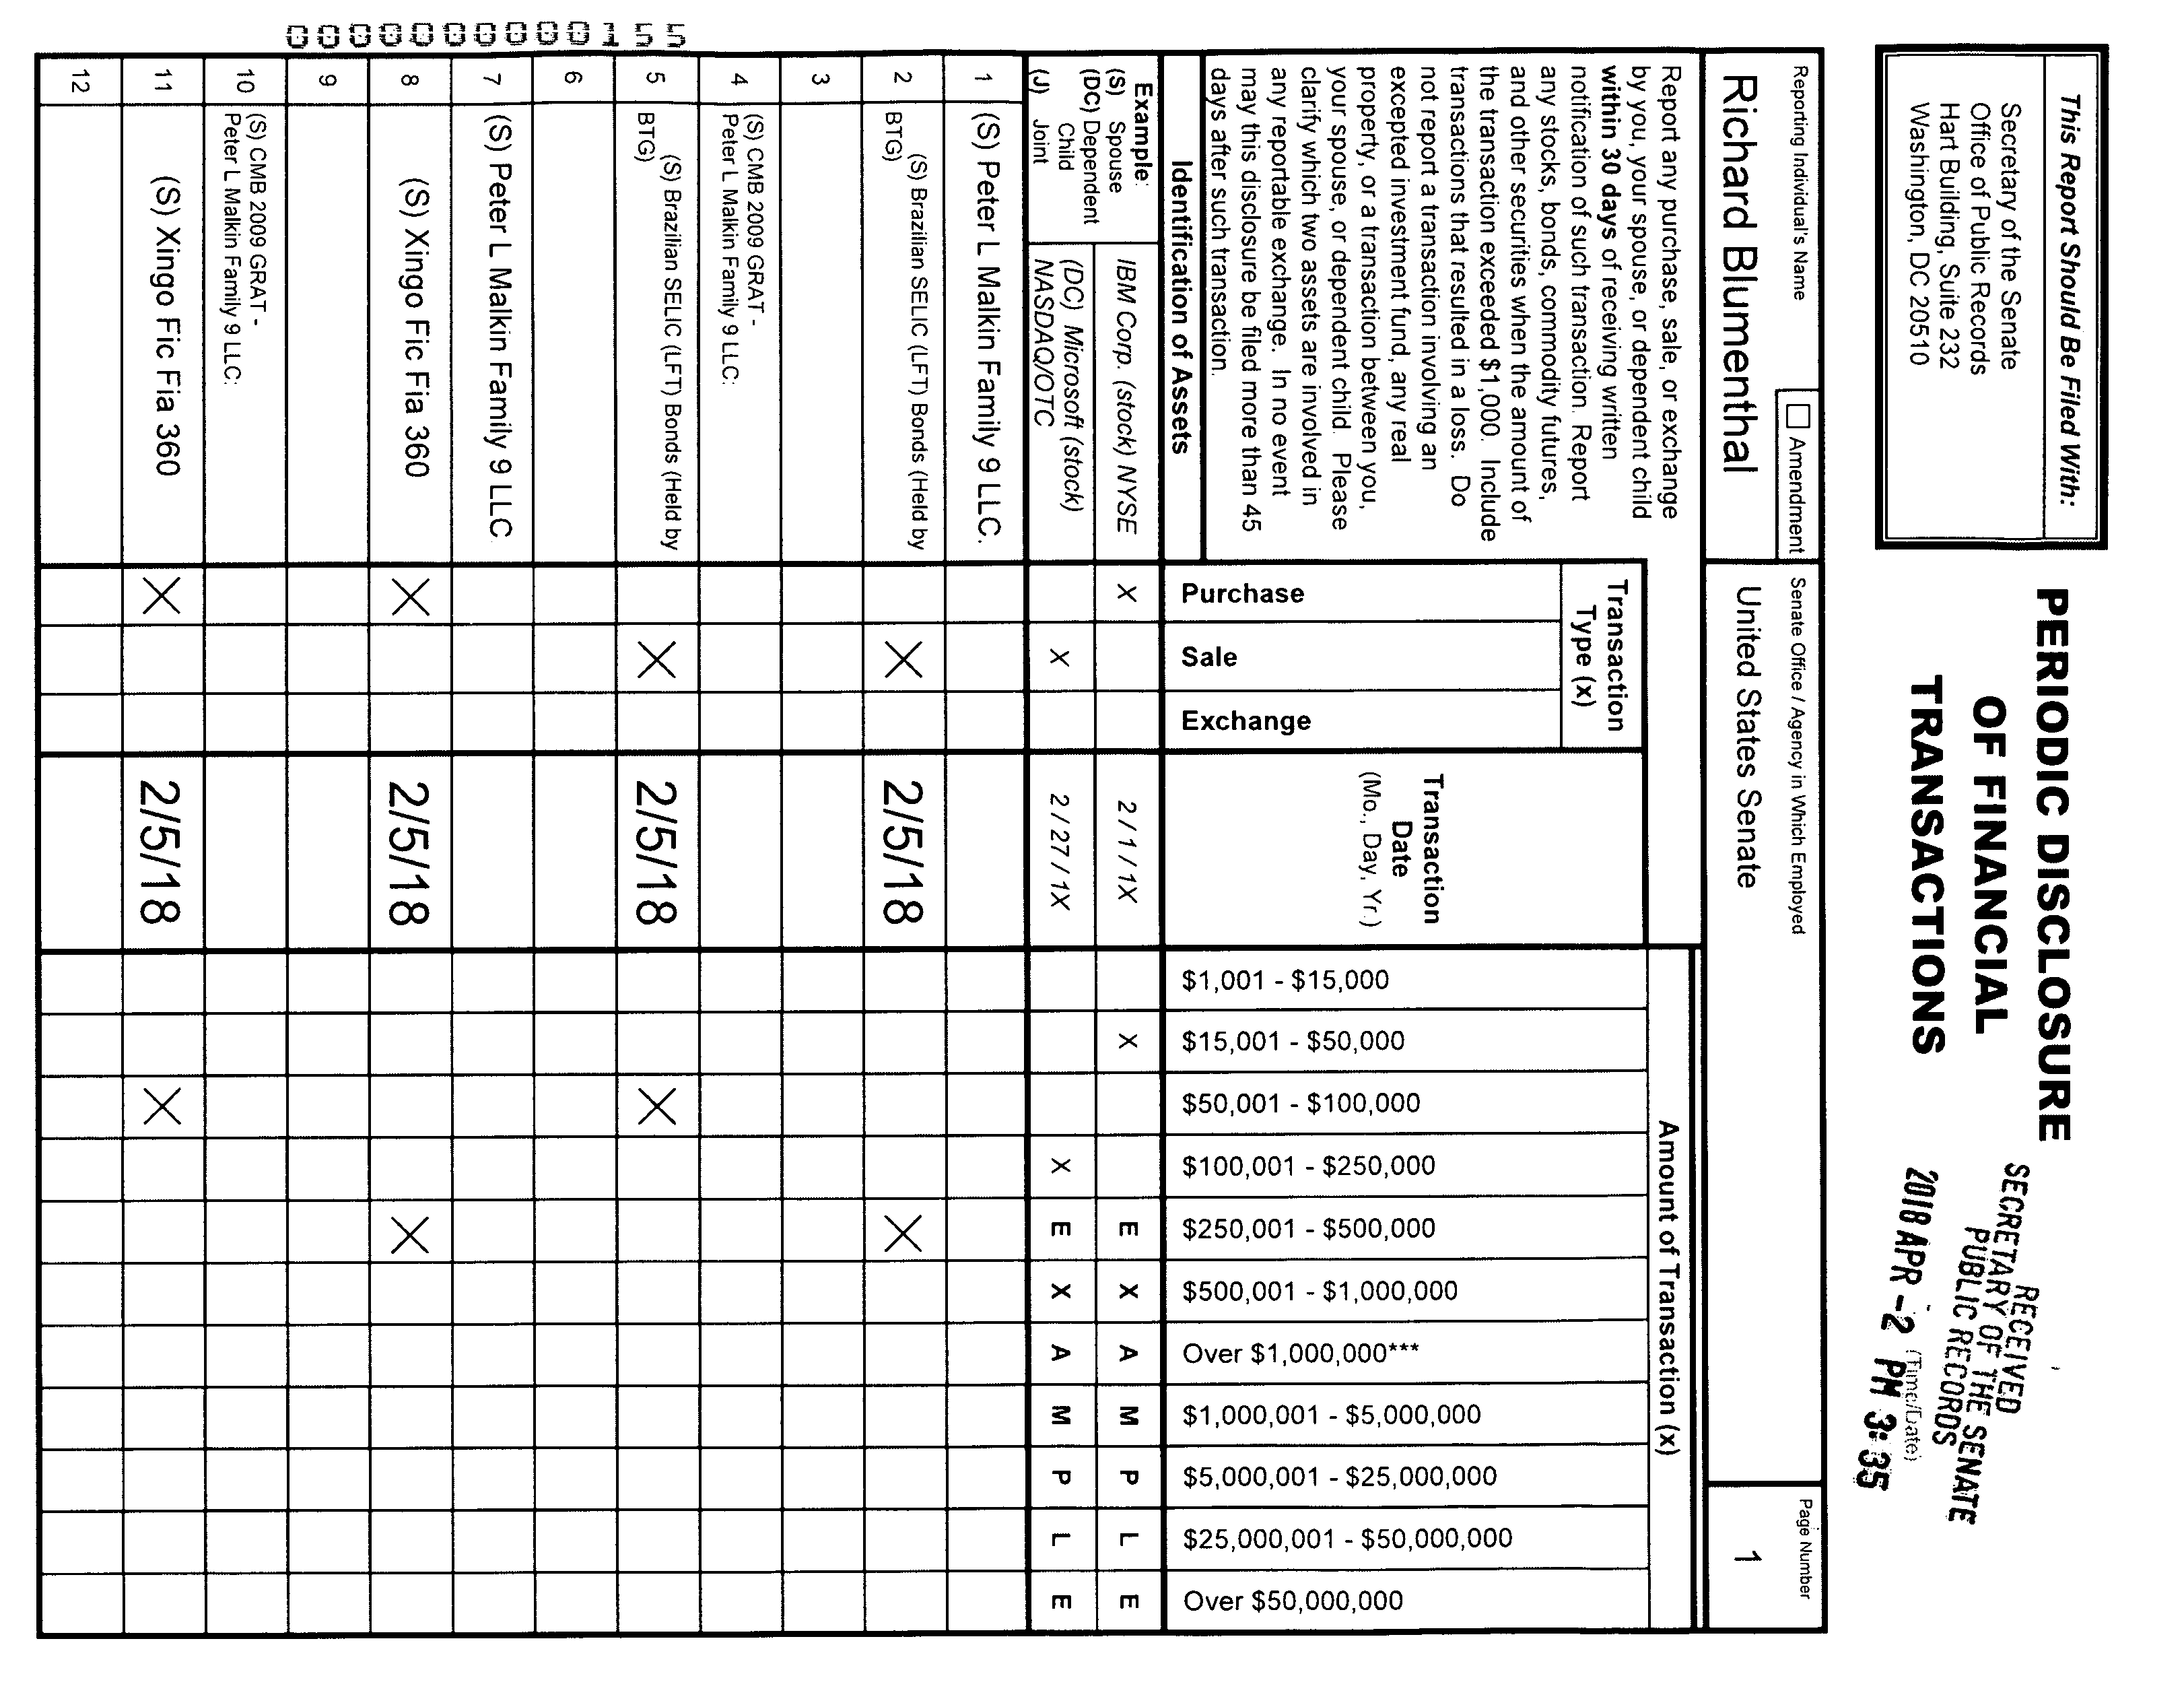 This Report Should Be Filed With:
Secretary of the Senate
Office of Public Records
Hart Building, Suite 232
Washington, DC 20510
PERIODIC DISCLOSURE
OF FINANCIAL
TRANSACTIONS
RECEIVED
SECRETARY OF THE SENATE
PUBLIC RECORDS
(Time/Date)
2018 APR -2 PM 3:35
Reporting Individual's Name
Amendment
Richard Blumenthal
Senate Office / Agency in Which Employed
United States Senate
Page Number
1
Report any purchase, sale, or exchange
by you, your spouse, or dependent child
within 30 days of receiving written
notification of such transaction. Report
any stocks, bonds, commodity futures,
and other securities when the amount of
the transaction exceeded $1,000. Include
transactions that resulted in a loss. Do
not report a transaction involving an
excepted investment fund, any real
property, or a transaction between you,
your spouse, or dependent child. Please
clarify which two assets are involved in
any reportable exchange. In no event
may this disclosure be filed more than 45
days after such transaction.
Identification of Assets
Transaction
Type (x)
Purchase
Sale
Exchange
Transaction
Date
(Mo., Day, Yr.)
Amount of Transaction (x)
$1,001 - $15,000
$15,001 - $50,000
$50,001 - $100,000
$100,001 - $250,000
$250,001 - $500,000
$500,001 - $1,000,000
Over $1,000,000***
$1,000,001 - $5,000,000
$5,000,001 - $25,000,000
$25,000,001 - $50,000,000
Over $50,000,000
Example:
(S) Spouse
(DC) Dependent
Child
(J) Joint
IBM Corp. (stock) NYSE X 2 / 1 / 1X X E X A M P L E
(DC) Microsoft (stock)
NASDAQ/OTC X 2 / 27 / 1X X E X A M P L E
1 (S) Peter L Malkin Family 9 LLC.
2 (S) Brazilian SELIC (LFT) Bonds (Held by
BTG) X 2/5/18 X
3
4 (S) CMB 2009 GRAT -
Peter L Malkin Family 9 LLC:
5 (S) Brazilian SELIC (LFT) Bonds (Held by
BTG) X 2/5/18 X
6
7 (S) Peter L Malkin Family 9 LLC
8 (S) Xingo Fic Fia 360 X 2/5/18 X
9
10 (S) CMB 2009 GRAT -
Peter L Malkin Family 9 LLC:
11 (S) Xingo Fic Fia 360 X 2/5/18 X
12